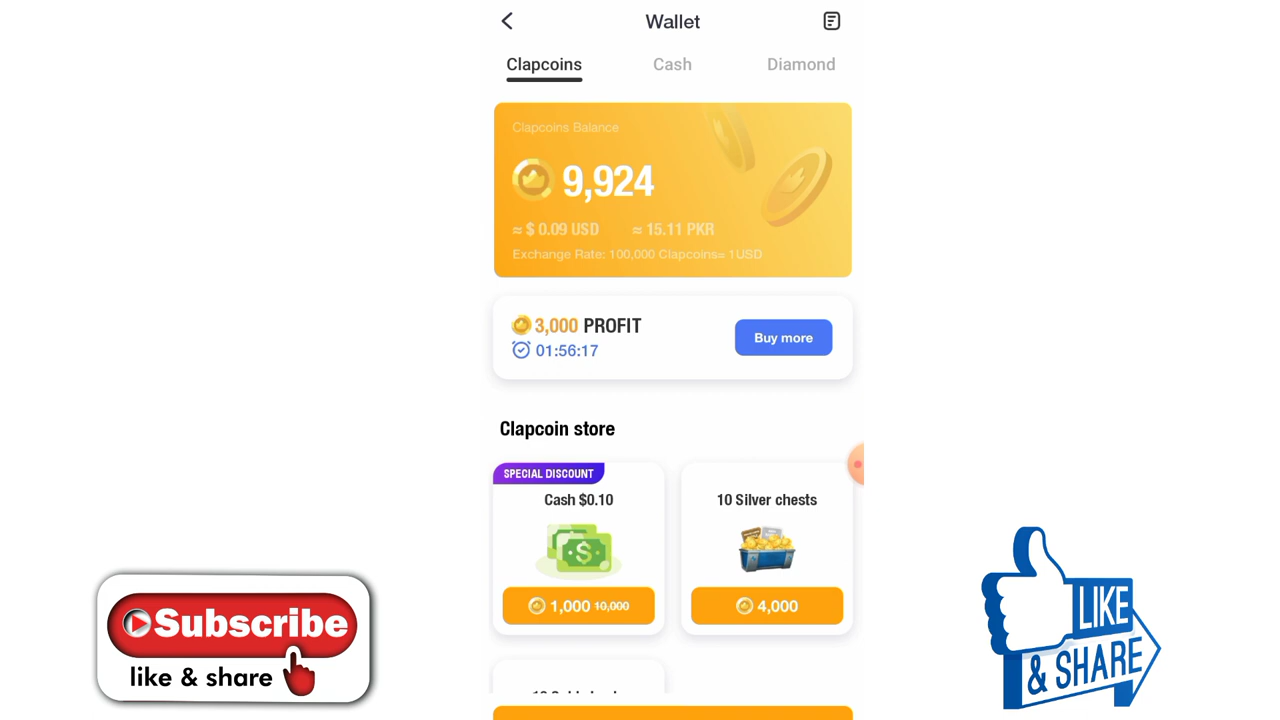 Wallet
Clapcoins Cash Diamond
Clapcoins Balance
9,924
≈ $ 0.09 USD ≈ 15.11 PKR
Exchange Rate: 100,000 Clapcoins= 1USD
3,000 PROFIT
01:56:17
Buy more
Clapcoin store
SPECIAL DISCOUNT
Cash $0.10
1,000 10,000
10 Silver chests
4,000
Subscribe
like & share
LIKE
& SHARE